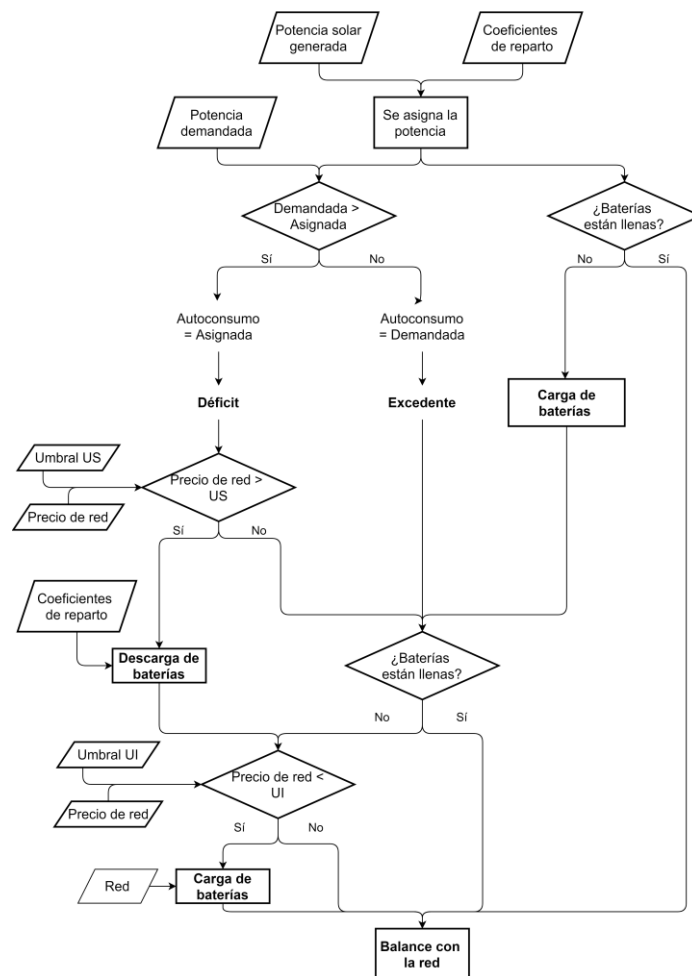 Potencia solar
generada
Coeficientes
de reparto
Potencia
demandada
Se asigna la
potencia
Demandada >
Asignada
¿Baterías
están llenas?
Sí
No
No
Sí
Autoconsumo
= Asignada
Autoconsumo
= Demandada
Déficit
Excedente
Carga de
baterías
Umbral US
Precio de red
Precio de red >
US
Sí
No
Coeficientes
de reparto
Descarga de
baterías
¿Baterías
están llenas?
No
Sí
Umbral UI
Precio de red
Precio de red <
UI
Sí
No
Red
Carga de
baterías
Balance con
la red